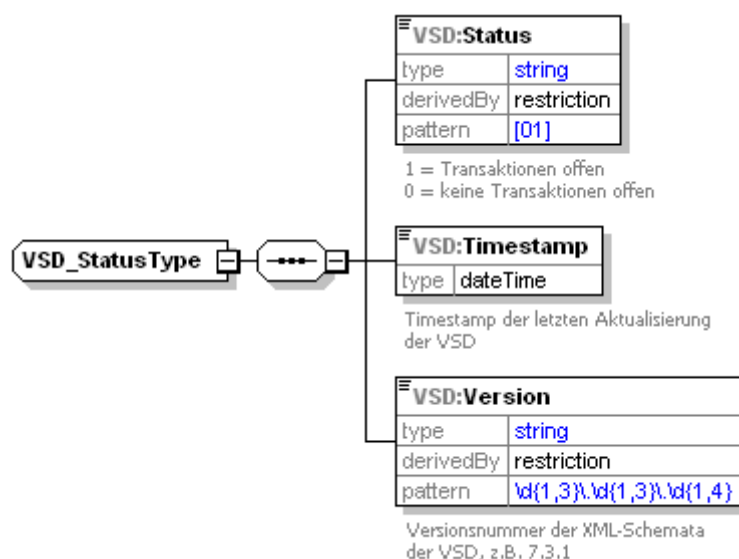 VSD_StatusType
VSD:Status
type string
derivedBy restriction
pattern [01]
1 = Transaktionen offen
0 = keine Transaktionen offen
VSD:Timestamp
type dateTime
Timestamp der letzten Aktualisierung
der VSD
VSD:Version
type string
derivedBy restriction
pattern \d{1,3}\.\d{1,3}\.\d{1,4}
Versionsnummer der XML-Schemata
der VSD, z.B. 7.3.1